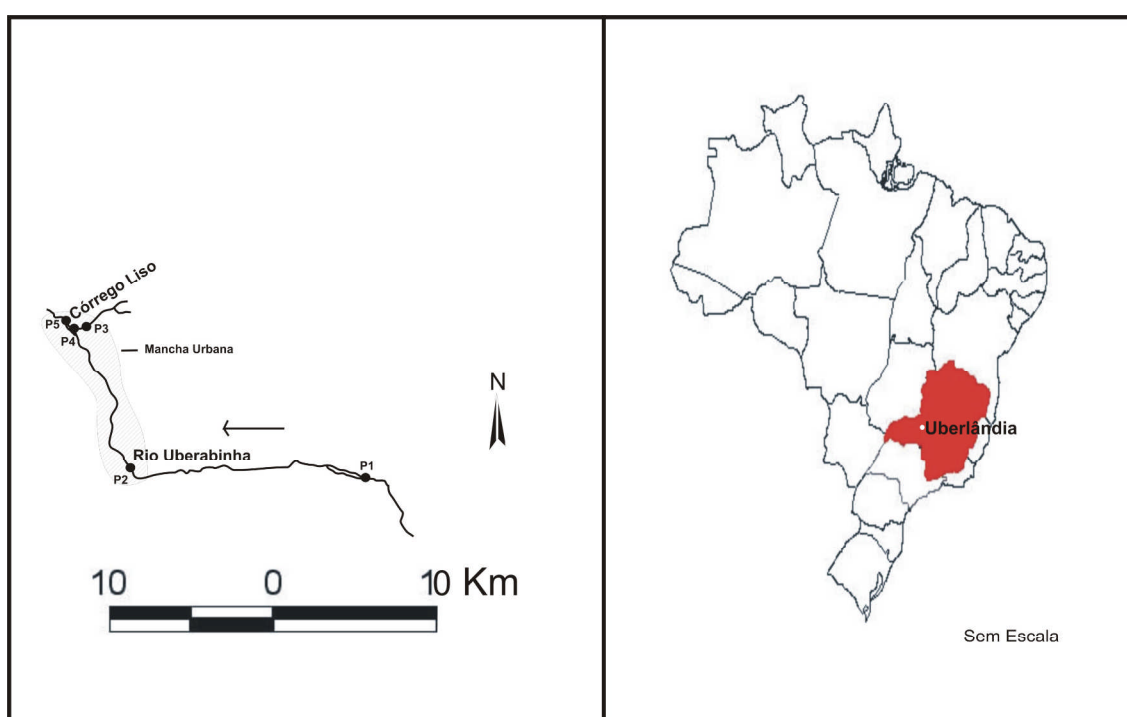 Córrego Liso
P5
P3
P4
Mancha Urbana
N
Rio Uberabinha
P1
P2
10 0 10 Km
Uberlândia
Sem Escala